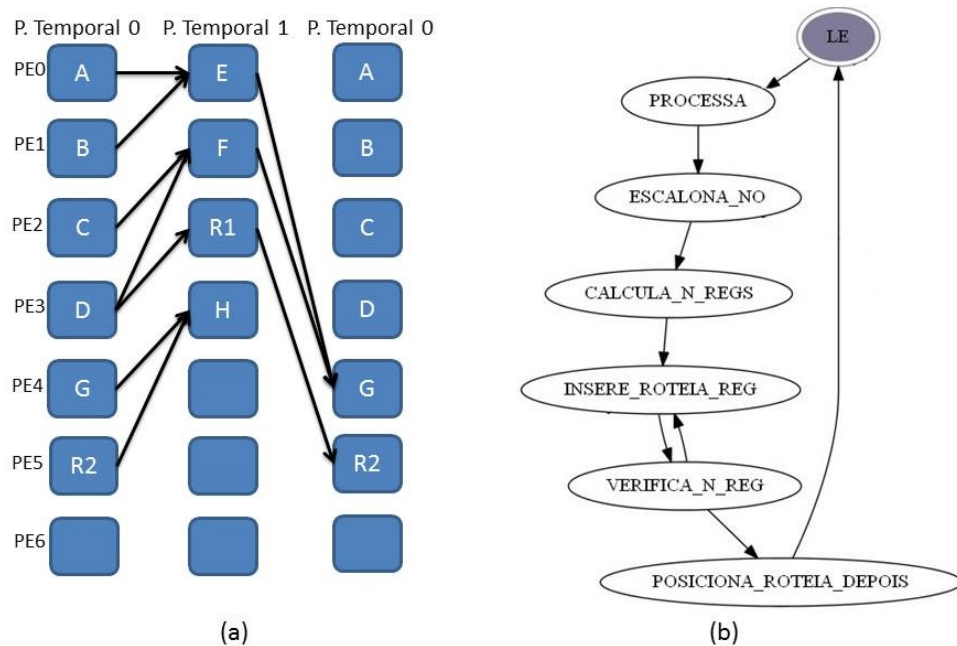 P. Temporal 0 P. Temporal 1 P. Temporal 0
PE0 A E A
PE1 B F B
PE2 C R1 C
PE3 D H D
PE4 G G
PE5 R2 R2
PE6
(a)
LE
PROCESSA
ESCALONA_NO
CALCULA_N_REGS
INSERE_ROTEIA_REG
VERIFICA_N_REG
POSICIONA_ROTEIA_DEPOIS
(b)